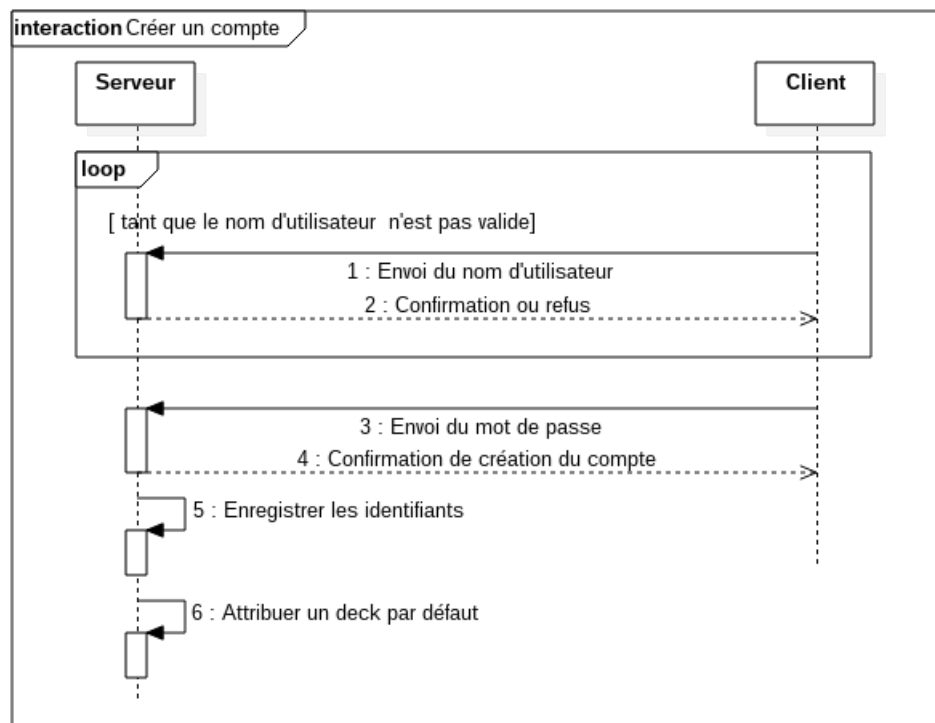 interaction Créer un compte
Serveur
Client
loop
[ tant que le nom d'utilisateur  n'est pas valide]
1 : Envoi du nom d'utilisateur
2 : Confirmation ou refus
3 : Envoi du mot de passe
4 : Confirmation de création du compte
5 : Enregistrer les identifiants
6 : Attribuer un deck par défaut